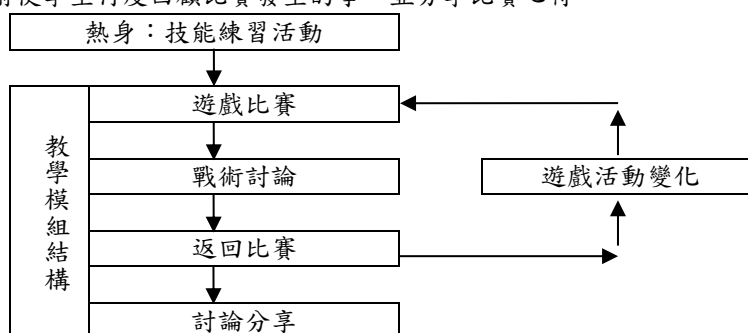 熱身：技能練習活動
遊戲比賽
教學模組結構
戰術討論
遊戲活動變化
返回比賽
討論分享